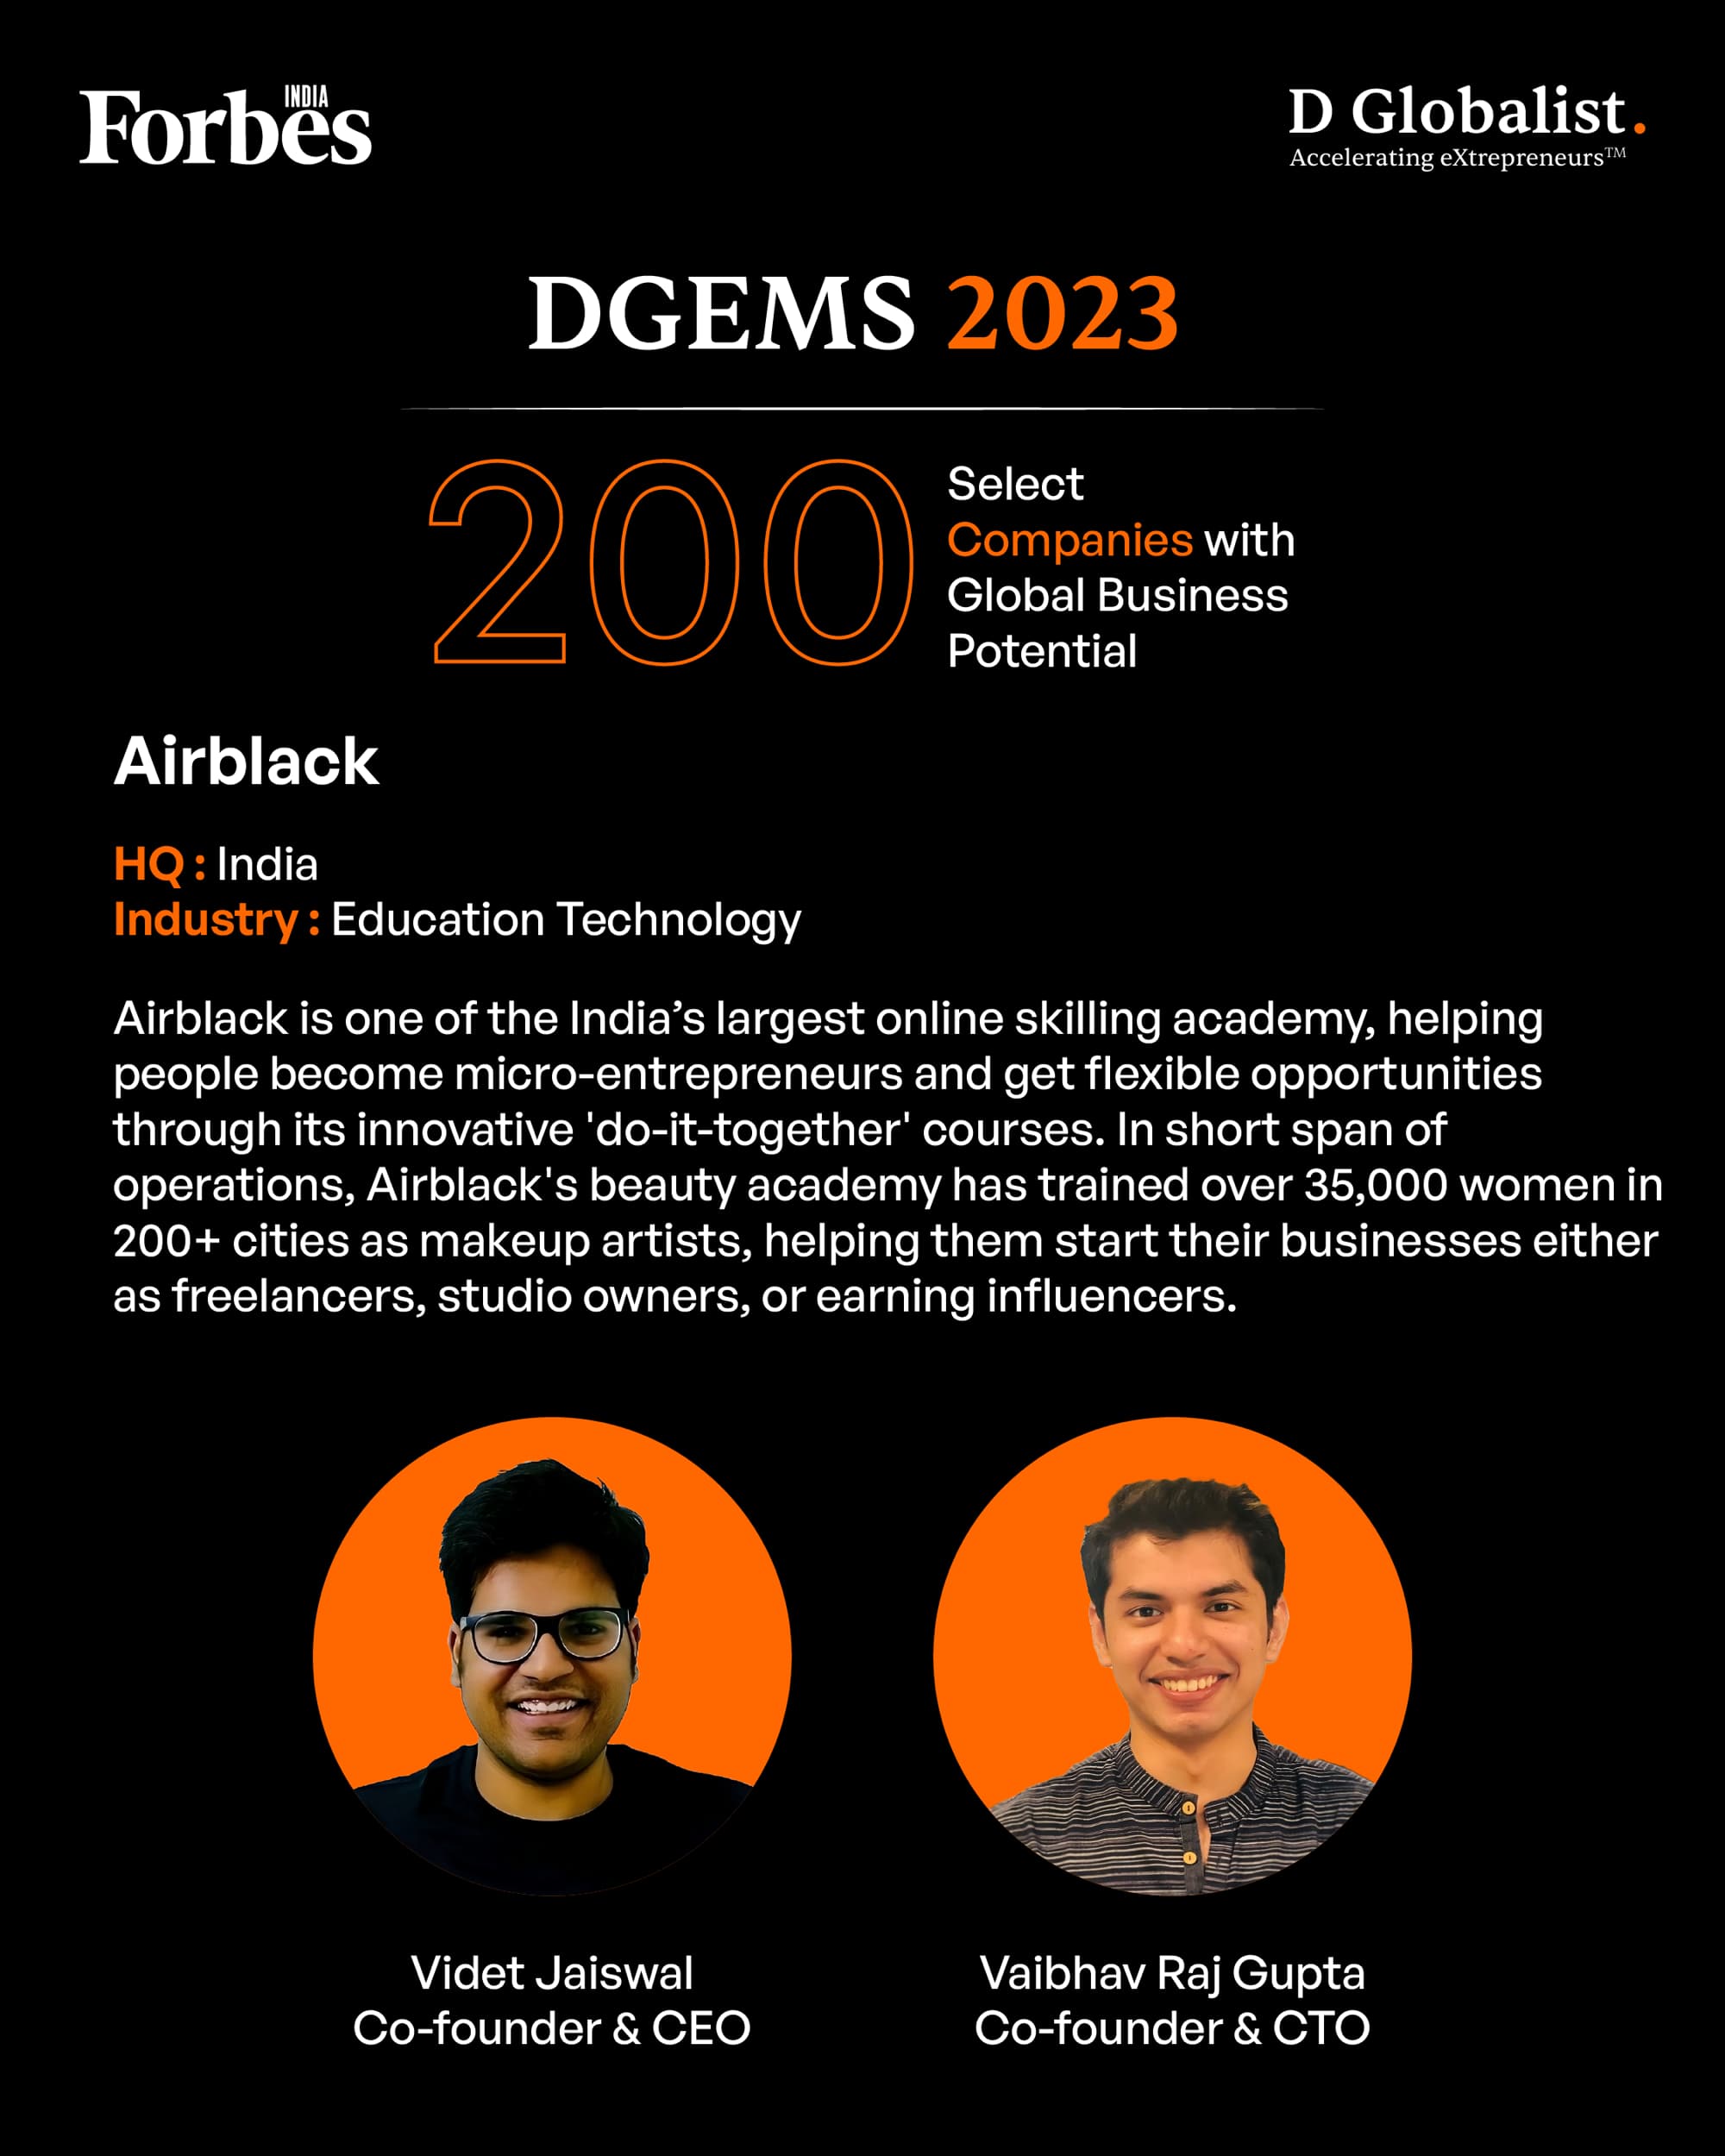 Forbes INDIA
D Globalist.
Accelerating eXtrepreneurs™
DGEMS 2023
200
Select
Companies with
Global Business
Potential
Airblack
HQ : India
Industry : Education Technology
Airblack is one of the India’s largest online skilling academy, helping
people become micro-entrepreneurs and get flexible opportunities
through its innovative 'do-it-together' courses. In short span of
operations, Airblack's beauty academy has trained over 35,000 women in
200+ cities as makeup artists, helping them start their businesses either
as freelancers, studio owners, or earning influencers.
Videt Jaiswal
Co-founder & CEO
Vaibhav Raj Gupta
Co-founder & CTO